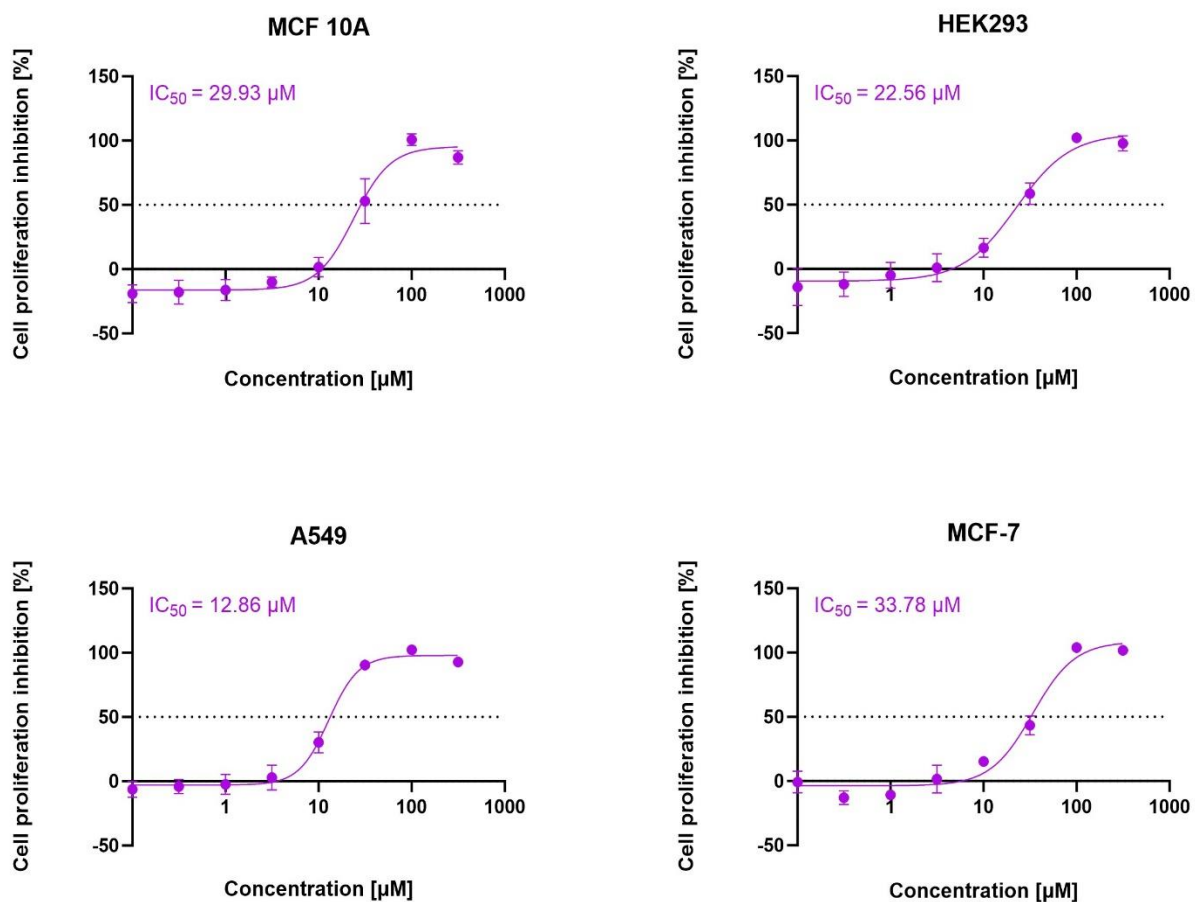 MCF 10A
Cell proliferation inhibition [%]
150
100
50
0
-50
IC50 = 29.93 µM
1
10
100
1000
Concentration [µM]
HEK293
Cell proliferation inhibition [%]
150
100
50
0
-50
IC50 = 22.56 µM
1
10
100
1000
Concentration [µM]
A549
Cell proliferation inhibition [%]
150
100
50
0
-50
IC50 = 12.86 µM
1
10
100
1000
Concentration [µM]
MCF-7
Cell proliferation inhibition [%]
150
100
50
0
-50
IC50 = 33.78 µM
1
10
100
1000
Concentration [µM]